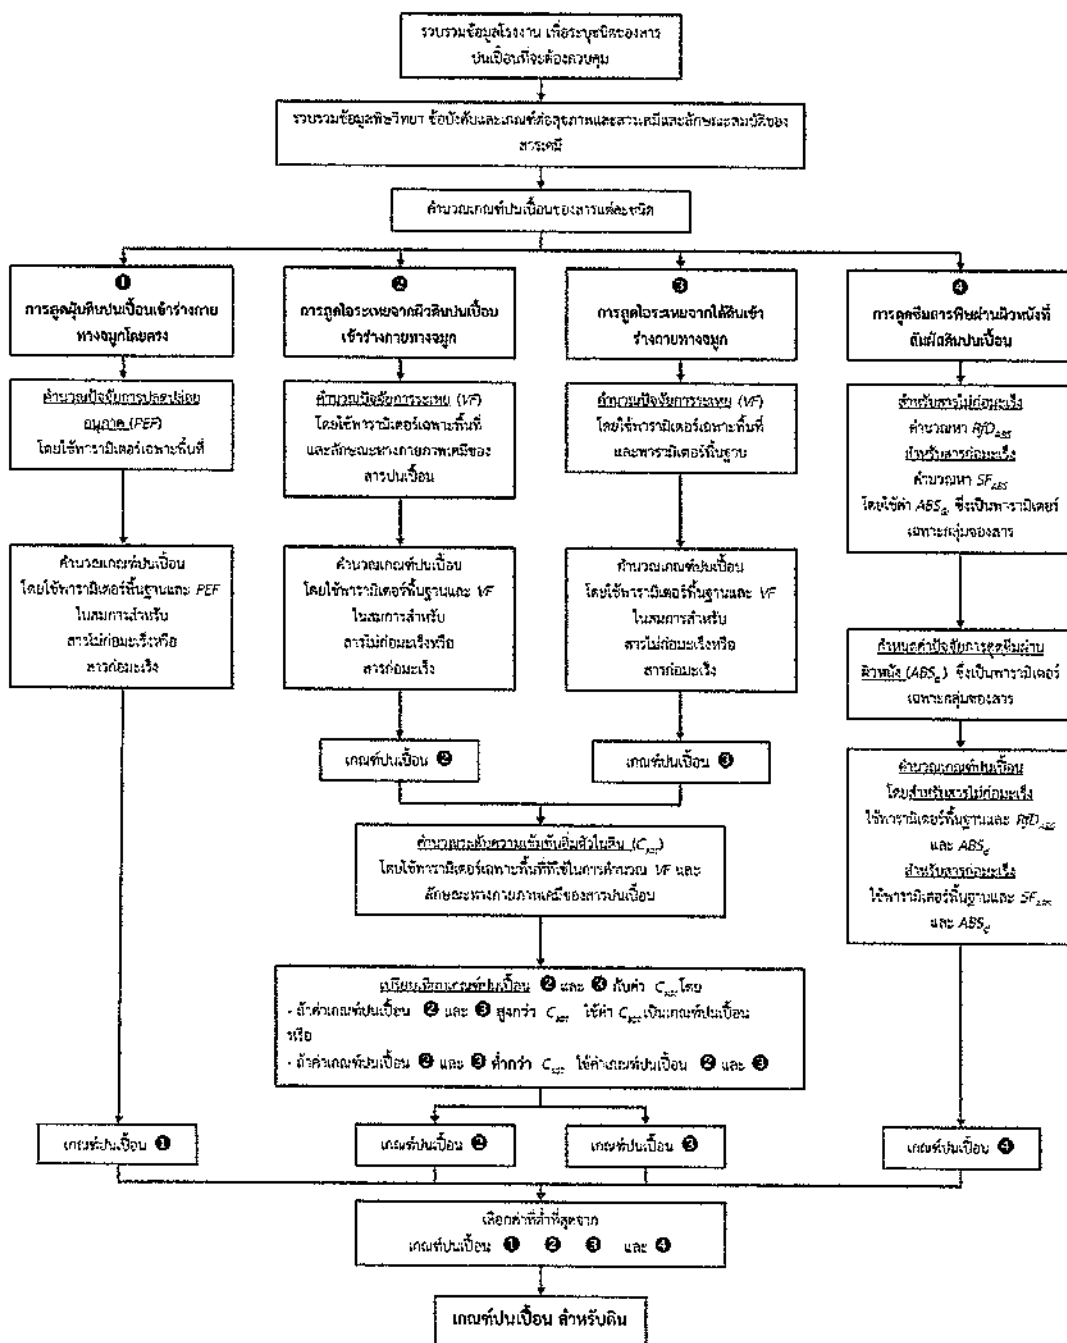 รวบรวมข้อมูลโรงงาน เพื่อระบุชนิดของสาร
ปนเปื้อนที่จะต้องควบคุม
รวบรวมข้อมูลพิษวิทยา ข้อบังคับและเกณฑ์ต่อสุขภาพและสารเคมีและลักษณะสมบัติของ
สารเคมี
คำนวณเกณฑ์ปนเปื้อนของสารแต่ละชนิด
❶
การสูดฝุ่นดินปนเปื้อนเข้าร่างกาย
ทางจมูกโดยตรง
คำนวณปัจจัยการปลดปล่อย
อนุภาค (PEF)
โดยใช้พารามิเตอร์เฉพาะพื้นที่
คำนวณเกณฑ์ปนเปื้อน
โดยใช้พารามิเตอร์พื้นฐานและ PEF
ในสมการสำหรับ
สารไม่ก่อมะเร็งหรือ
สารก่อมะเร็ง
❷
การสูดไอระเหยจากผิวดินปนเปื้อน
เข้าร่างกายทางจมูก
คำนวณปัจจัยการระเหย (VF)
โดยใช้พารามิเตอร์เฉพาะพื้นที่
และลักษณะทางกายภาพเคมีของ
สารปนเปื้อน
คำนวณเกณฑ์ปนเปื้อน
โดยใช้พารามิเตอร์พื้นฐานและ VF
ในสมการสำหรับ
สารไม่ก่อมะเร็งหรือ
สารก่อมะเร็ง
เกณฑ์ปนเปื้อน ❷
❸
การสูดไอระเหยจากใต้ดินเข้า
ร่างกายทางจมูก
คำนวณปัจจัยการระเหย (VF)
โดยใช้พารามิเตอร์เฉพาะพื้นที่
และพารามิเตอร์พื้นฐาน
คำนวณเกณฑ์ปนเปื้อน
โดยใช้พารามิเตอร์พื้นฐานและ VF
ในสมการสำหรับ
สารไม่ก่อมะเร็งหรือ
สารก่อมะเร็ง
เกณฑ์ปนเปื้อน ❸
❹
การดูดซึมสารพิษผ่านผิวหนังที่
สัมผัสดินปนเปื้อน
สำหรับสารไม่ก่อมะเร็ง
คำนวณหา RfD_ABS
สำหรับสารก่อมะเร็ง
คำนวณหา SF_ABS
โดยใช้ค่า ABS_GI ซึ่งเป็นพารามิเตอร์
เฉพาะกลุ่มของสาร
กำหนดค่าปัจจัยการดูดซึมผ่าน
ผิวหนัง (ABS_d) ซึ่งเป็นพารามิเตอร์
เฉพาะกลุ่มของสาร
คำนวณเกณฑ์ปนเปื้อน
โดยสำหรับสารไม่ก่อมะเร็ง
ใช้พารามิเตอร์พื้นฐานและ RfD_ABS
และ ABS_d
สำหรับสารก่อมะเร็ง
ใช้พารามิเตอร์พื้นฐานและ SF_ABS
และ ABS_d
คำนวณระดับความเข้มข้นอิ่มตัวในดิน (C_sat)
โดยใช้พารามิเตอร์เฉพาะพื้นที่ที่ใช้ในการคำนวณ VF และ
ลักษณะทางกายภาพเคมีของสารปนเปื้อน
เปรียบเทียบเกณฑ์ปนเปื้อน ❷ และ ❸ กับค่า C_sat โดย
- ถ้าค่าเกณฑ์ปนเปื้อน ❷ และ ❸ สูงกว่า C_sat ใช้ค่า C_sat เป็นเกณฑ์ปนเปื้อน
หรือ
- ถ้าค่าเกณฑ์ปนเปื้อน ❷ และ ❸ ต่ำกว่า C_sat ใช้ค่าเกณฑ์ปนเปื้อน ❷ และ ❸
เกณฑ์ปนเปื้อน ❶
เกณฑ์ปนเปื้อน ❷
เกณฑ์ปนเปื้อน ❸
เกณฑ์ปนเปื้อน ❹
เลือกค่าที่ต่ำที่สุดจาก
เกณฑ์ปนเปื้อน ❶ ❷ ❸ และ ❹
เกณฑ์ปนเปื้อน สำหรับดิน